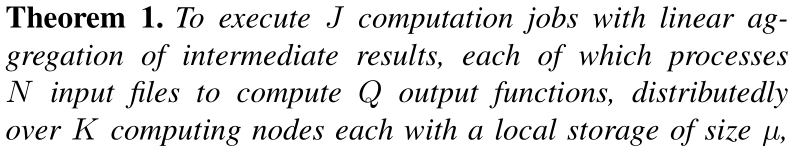 Theorem 1. To execute J computation jobs with linear ag-
gregation of intermediate results, each of which processes
N input files to compute Q output functions, distributedly
over K computing nodes each with a local storage of size μ,